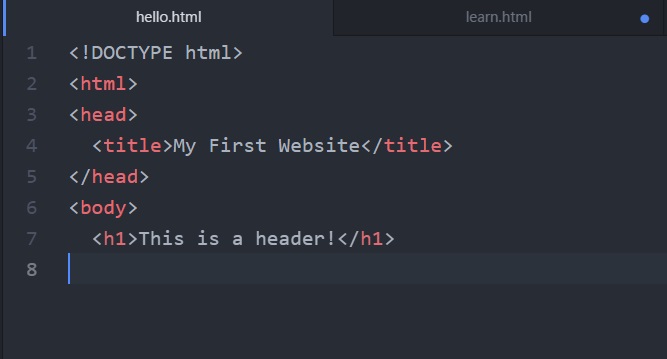 hello.html learn.html
1 <!DOCTYPE html>
2 <html>
3 <head>
4   <title>My First Website</title>
5 </head>
6 <body>
7   <h1>This is a header!</h1>
8